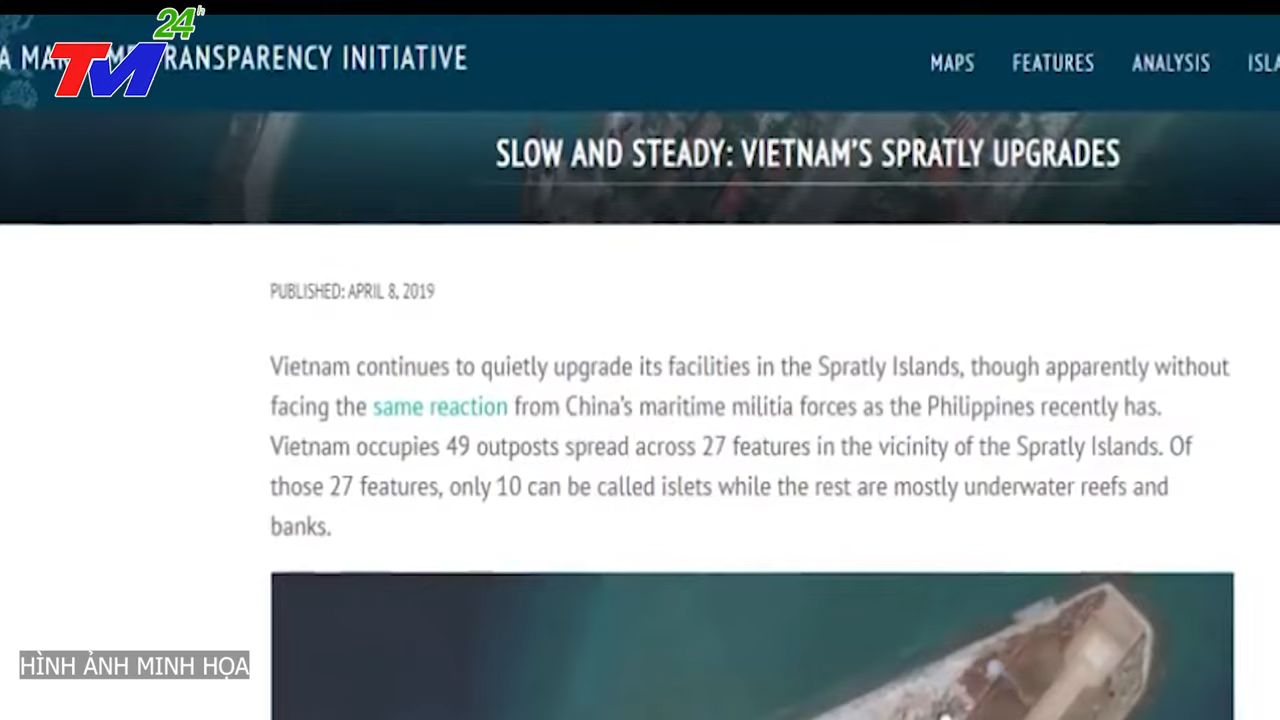 24h
TM
A MARITIME TRANSPARENCY INITIATIVE
MAPS FEATURES ANALYSIS ISLA
SLOW AND STEADY: VIETNAM'S SPRATLY UPGRADES
PUBLISHED: APRIL 8, 2019
Vietnam continues to quietly upgrade its facilities in the Spratly Islands, though apparently without
facing the same reaction from China's maritime militia forces as the Philippines recently has.
Vietnam occupies 49 outposts spread across 27 features in the vicinity of the Spratly Islands. Of
those 27 features, only 10 can be called islets while the rest are mostly underwater reefs and
banks.
HÌNH ẢNH MINH HỌA